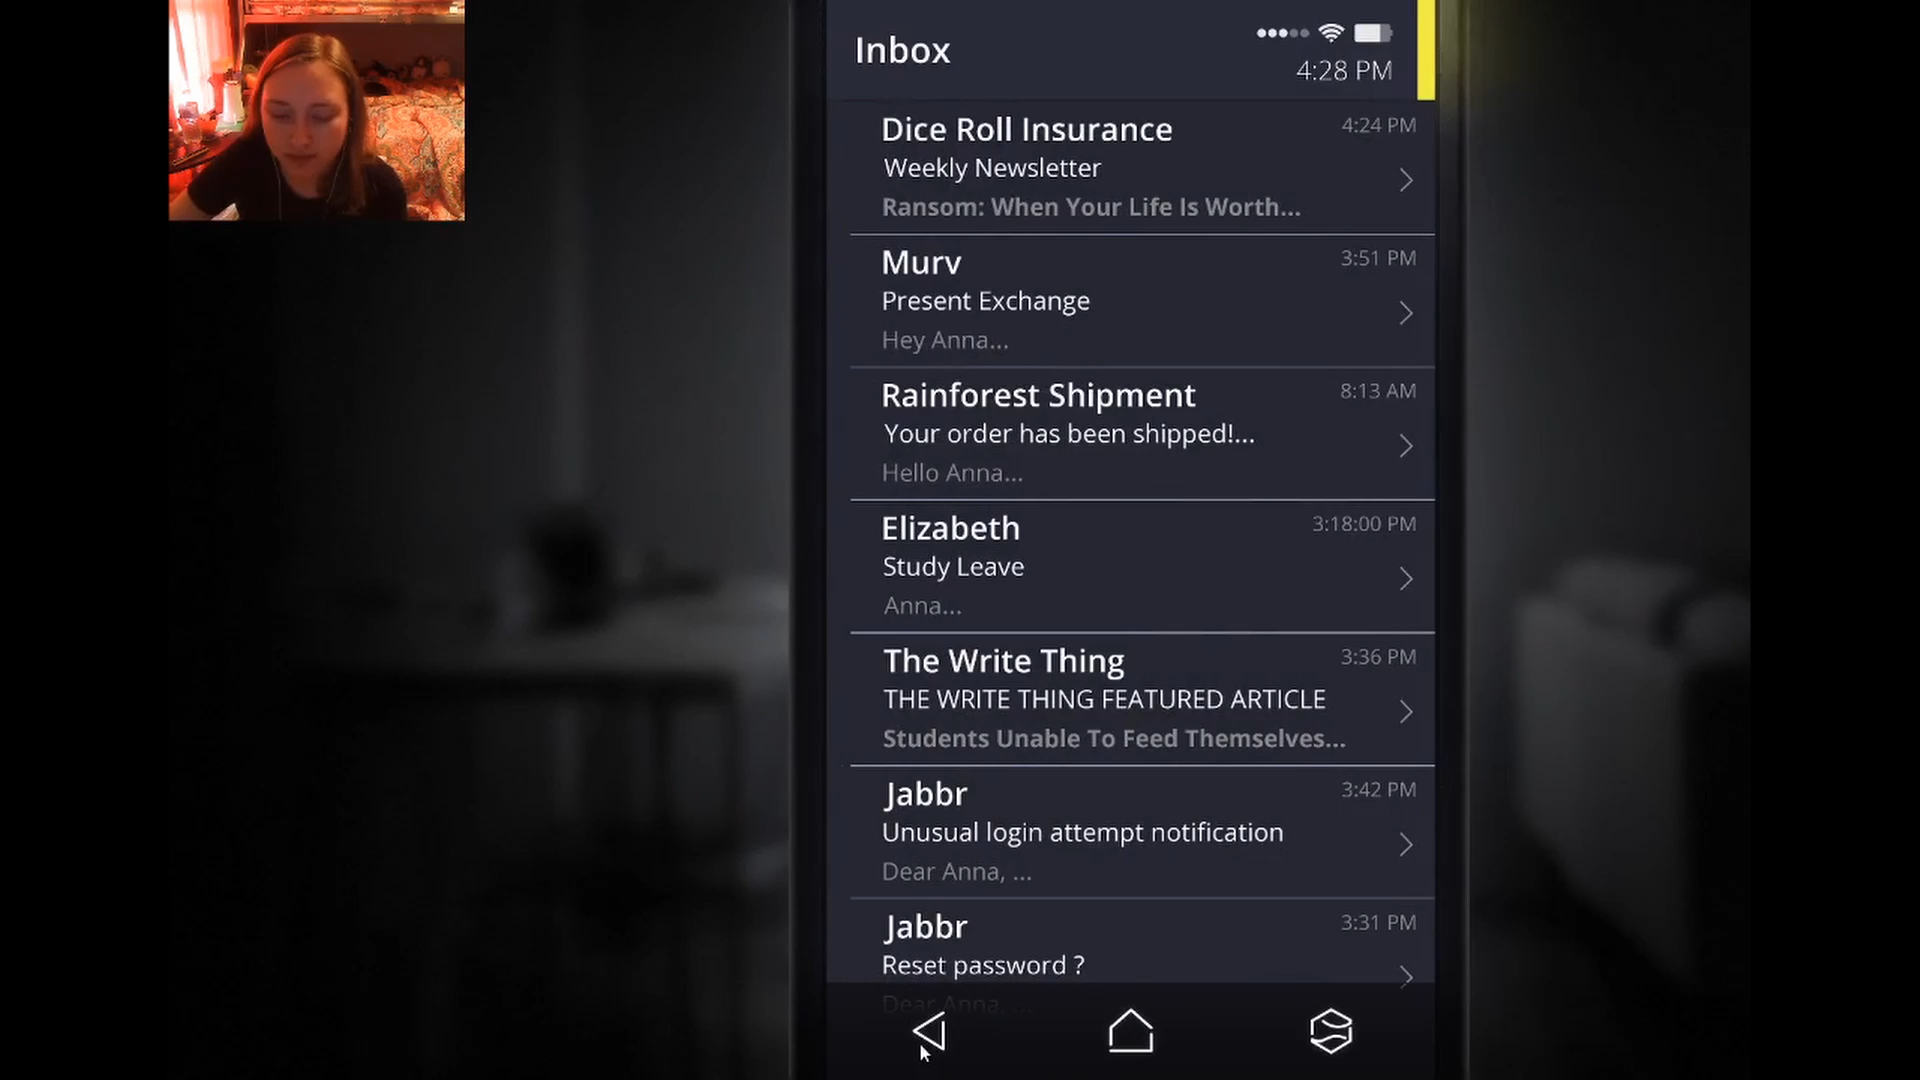 Inbox
4:28 PM
Dice Roll Insurance
4:24 PM
Weekly Newsletter
Ransom: When Your Life Is Worth...
Murv
3:51 PM
Present Exchange
Hey Anna...
Rainforest Shipment
8:13 AM
Your order has been shipped!...
Hello Anna...
Elizabeth
3:18:00 PM
Study Leave
Anna...
The Write Thing
3:36 PM
THE WRITE THING FEATURED ARTICLE
Students Unable To Feed Themselves...
Jabbr
3:42 PM
Unusual login attempt notification
Dear Anna, ...
Jabbr
3:31 PM
Reset password ?
Dear Anna, ...